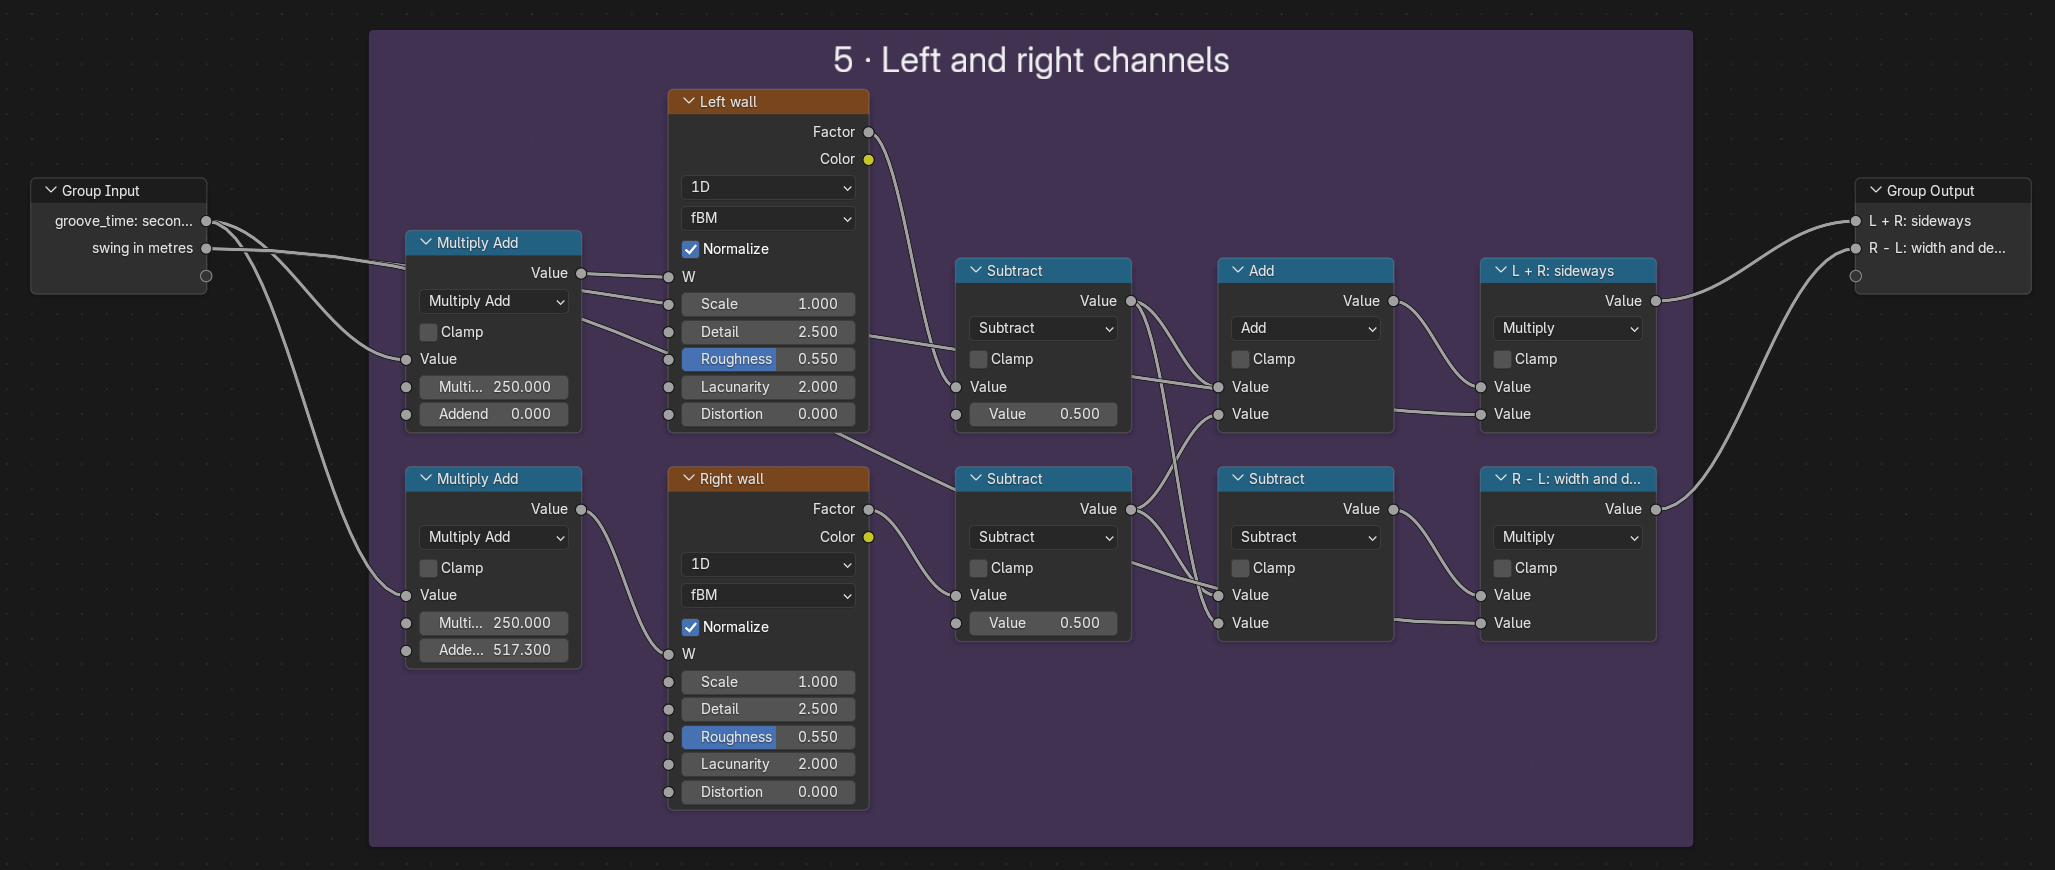 5 · Left and right channels
Group Input
groove_time: secon...
swing in metres
Multiply Add
Value
Multiply Add
Clamp
Value
Multi... 250.000
Addend 0.000
Left wall
Factor
Color
1D
fBM
Normalize
W
Scale 1.000
Detail 2.500
Roughness 0.550
Lacunarity 2.000
Distortion 0.000
Subtract
Value
Subtract
Clamp
Value
Value 0.500
Add
Value
Add
Clamp
Value
Value
L + R: sideways
Value
Multiply
Clamp
Value
Value
Group Output
L + R: sideways
R - L: width and de...
Multiply Add
Value
Multiply Add
Clamp
Value
Multi... 250.000
Adde... 517.300
Right wall
Factor
Color
1D
fBM
Normalize
W
Scale 1.000
Detail 2.500
Roughness 0.550
Lacunarity 2.000
Distortion 0.000
Subtract
Value
Subtract
Clamp
Value
Value 0.500
Subtract
Value
Subtract
Clamp
Value
Value
R - L: width and d...
Value
Multiply
Clamp
Value
Value